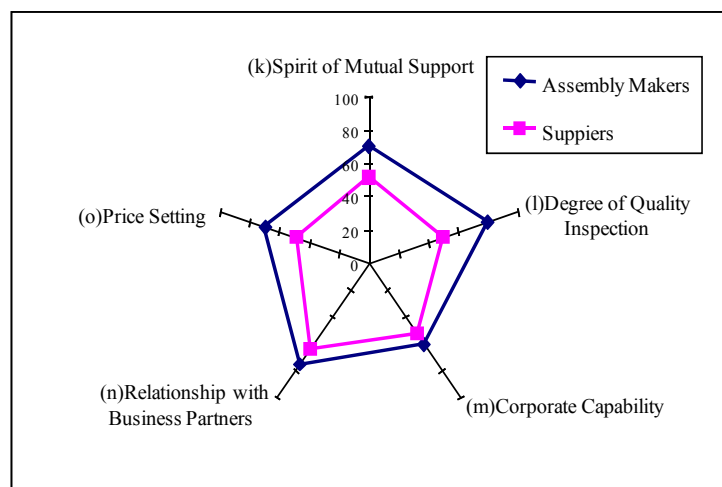 (k)Spirit of Mutual Support
100
80
60
40
20
0
Assembly Makers
Suppiers
(l)Degree of Quality
Inspection
(o)Price Setting
(n)Relationship with
Business Partners
(m)Corporate Capability